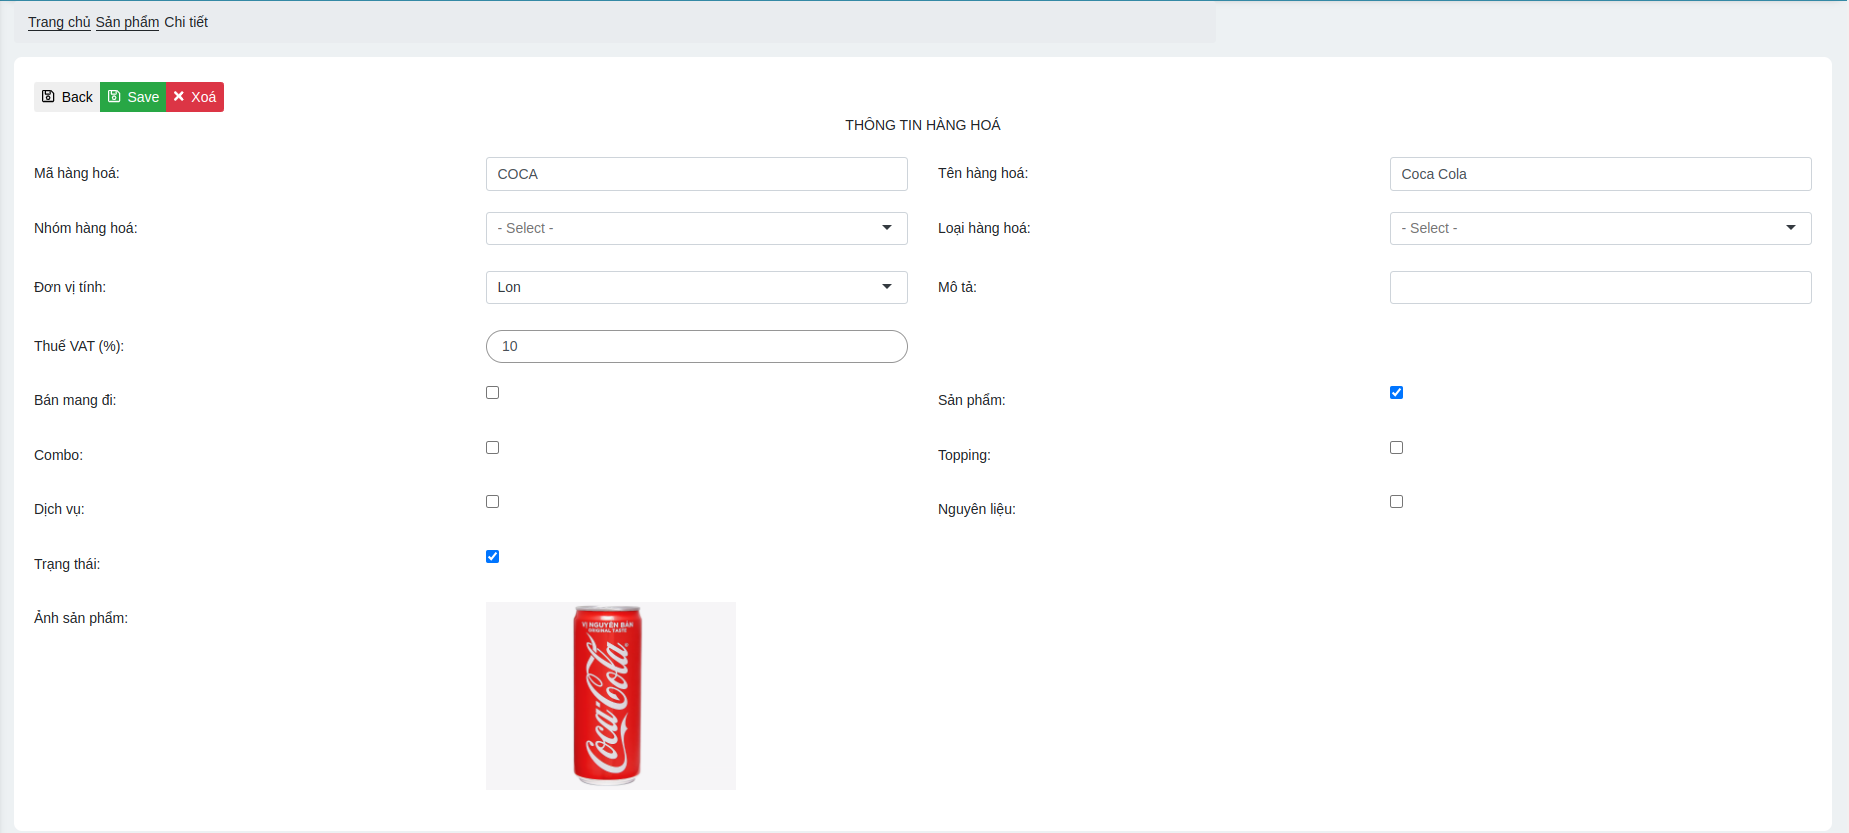 Trang chủ Sản phẩm Chi tiết
Back Save Xoá
THÔNG TIN HÀNG HOÁ
Mã hàng hoá: COCA Tên hàng hoá: Coca Cola
Nhóm hàng hoá: - Select - Loại hàng hoá: - Select -
Đơn vị tính: Lon Mô tả:
Thuế VAT (%): 10
Bán mang đi: Sản phẩm:
Combo: Topping:
Dịch vụ: Nguyên liệu:
Trạng thái:
Ảnh sản phẩm:
VỊ NGUYÊN BẢN
ORIGINAL TASTE
Coca-Cola